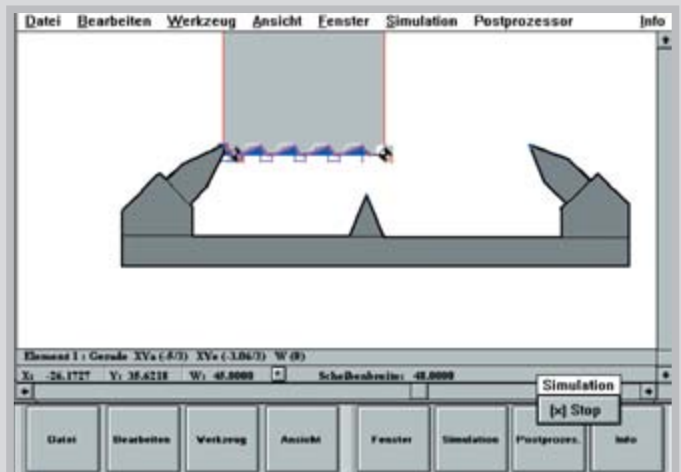 Datei Bearbeiten Werkzeug Ansicht Fenster Simulation Postprozessor Info
Element 1 : Gerade XYa (-5/3) XYe (-3.06/3) W (0)
X: -26.1727 Y: 35.6218 W: 45.0000 Scheibenbreite: 48.0000
Simulation
[x] Stop
Datei Bearbeiten Werkzeug Ansicht Fenster Simulation Postprozes. Info